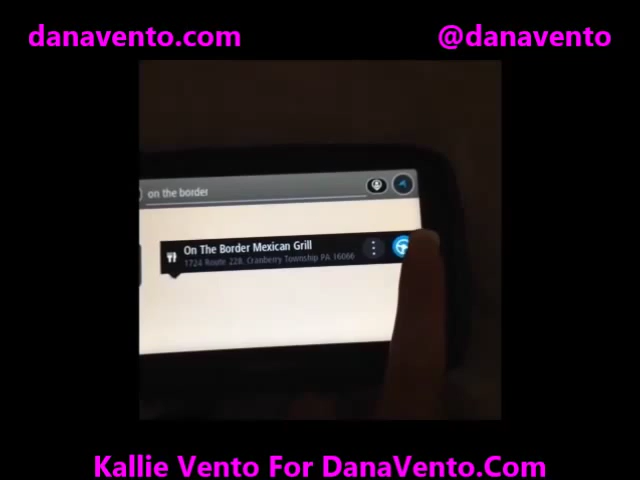 danavento.com @danavento
on the border
On The Border Mexican Grill
1724 Route 228, Cranberry Township PA 16066
Kallie Vento For DanaVento.Com